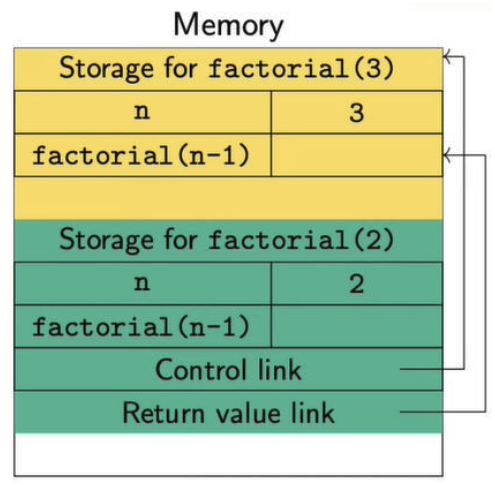 Memory
Storage for factorial(3)
n 3
factorial(n-1)
Storage for factorial(2)
n 2
factorial(n-1)
Control link
Return value link